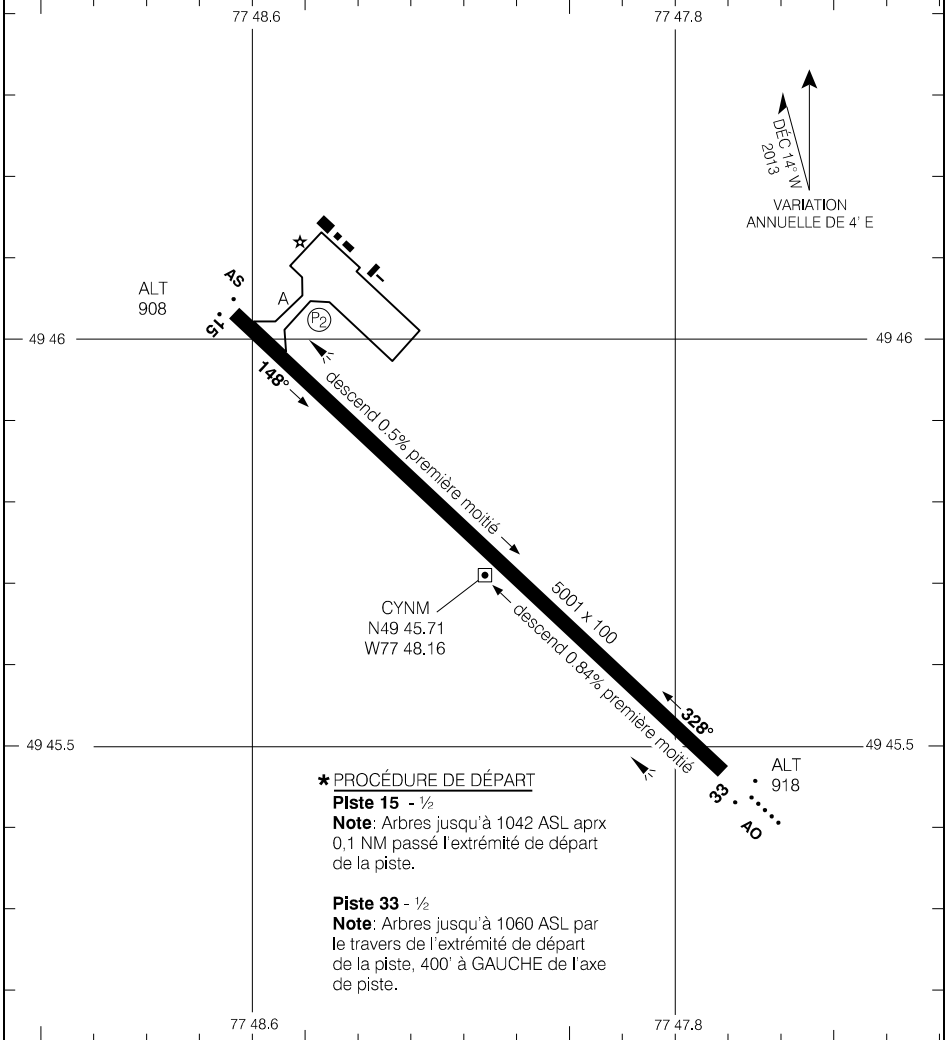 77 48.6
77 47.8
DÉC 14° W
2013
VARIATION
ANNUELLE DE 4' E
ALT
908
AS
15
A
P2
49 46
49 46
148°
descend 0.5% première moitié
CYNM
N49 45.71
W77 48.16
5001 x 100
descend 0.84% première moitié
328°
49 45.5
49 45.5
ALT
918
33
AO
* PROCÉDURE DE DÉPART
Piste 15 - ½
Note: Arbres jusqu'à 1042 ASL aprx
0,1 NM passé l'extrémité de départ
de la piste.
Piste 33 - ½
Note: Arbres jusqu'à 1060 ASL par
le travers de l'extrémité de départ
de la piste, 400' à GAUCHE de l'axe
de piste.
77 48.6
77 47.8